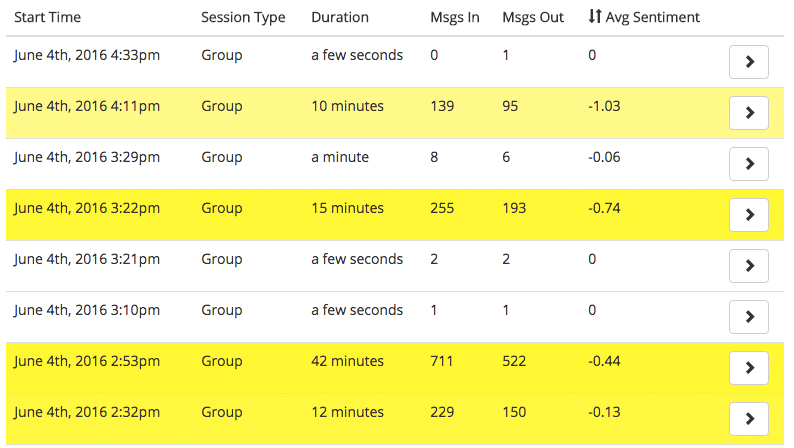 Start Time Session Type Duration Msgs In Msgs Out Avg Sentiment
June 4th, 2016 4:33pm Group a few seconds 0 1 0
June 4th, 2016 4:11pm Group 10 minutes 139 95 -1.03
June 4th, 2016 3:29pm Group a minute 8 6 -0.06
June 4th, 2016 3:22pm Group 15 minutes 255 193 -0.74
June 4th, 2016 3:21pm Group a few seconds 2 2 0
June 4th, 2016 3:10pm Group a few seconds 1 1 0
June 4th, 2016 2:53pm Group 42 minutes 711 522 -0.44
June 4th, 2016 2:32pm Group 12 minutes 229 150 -0.13